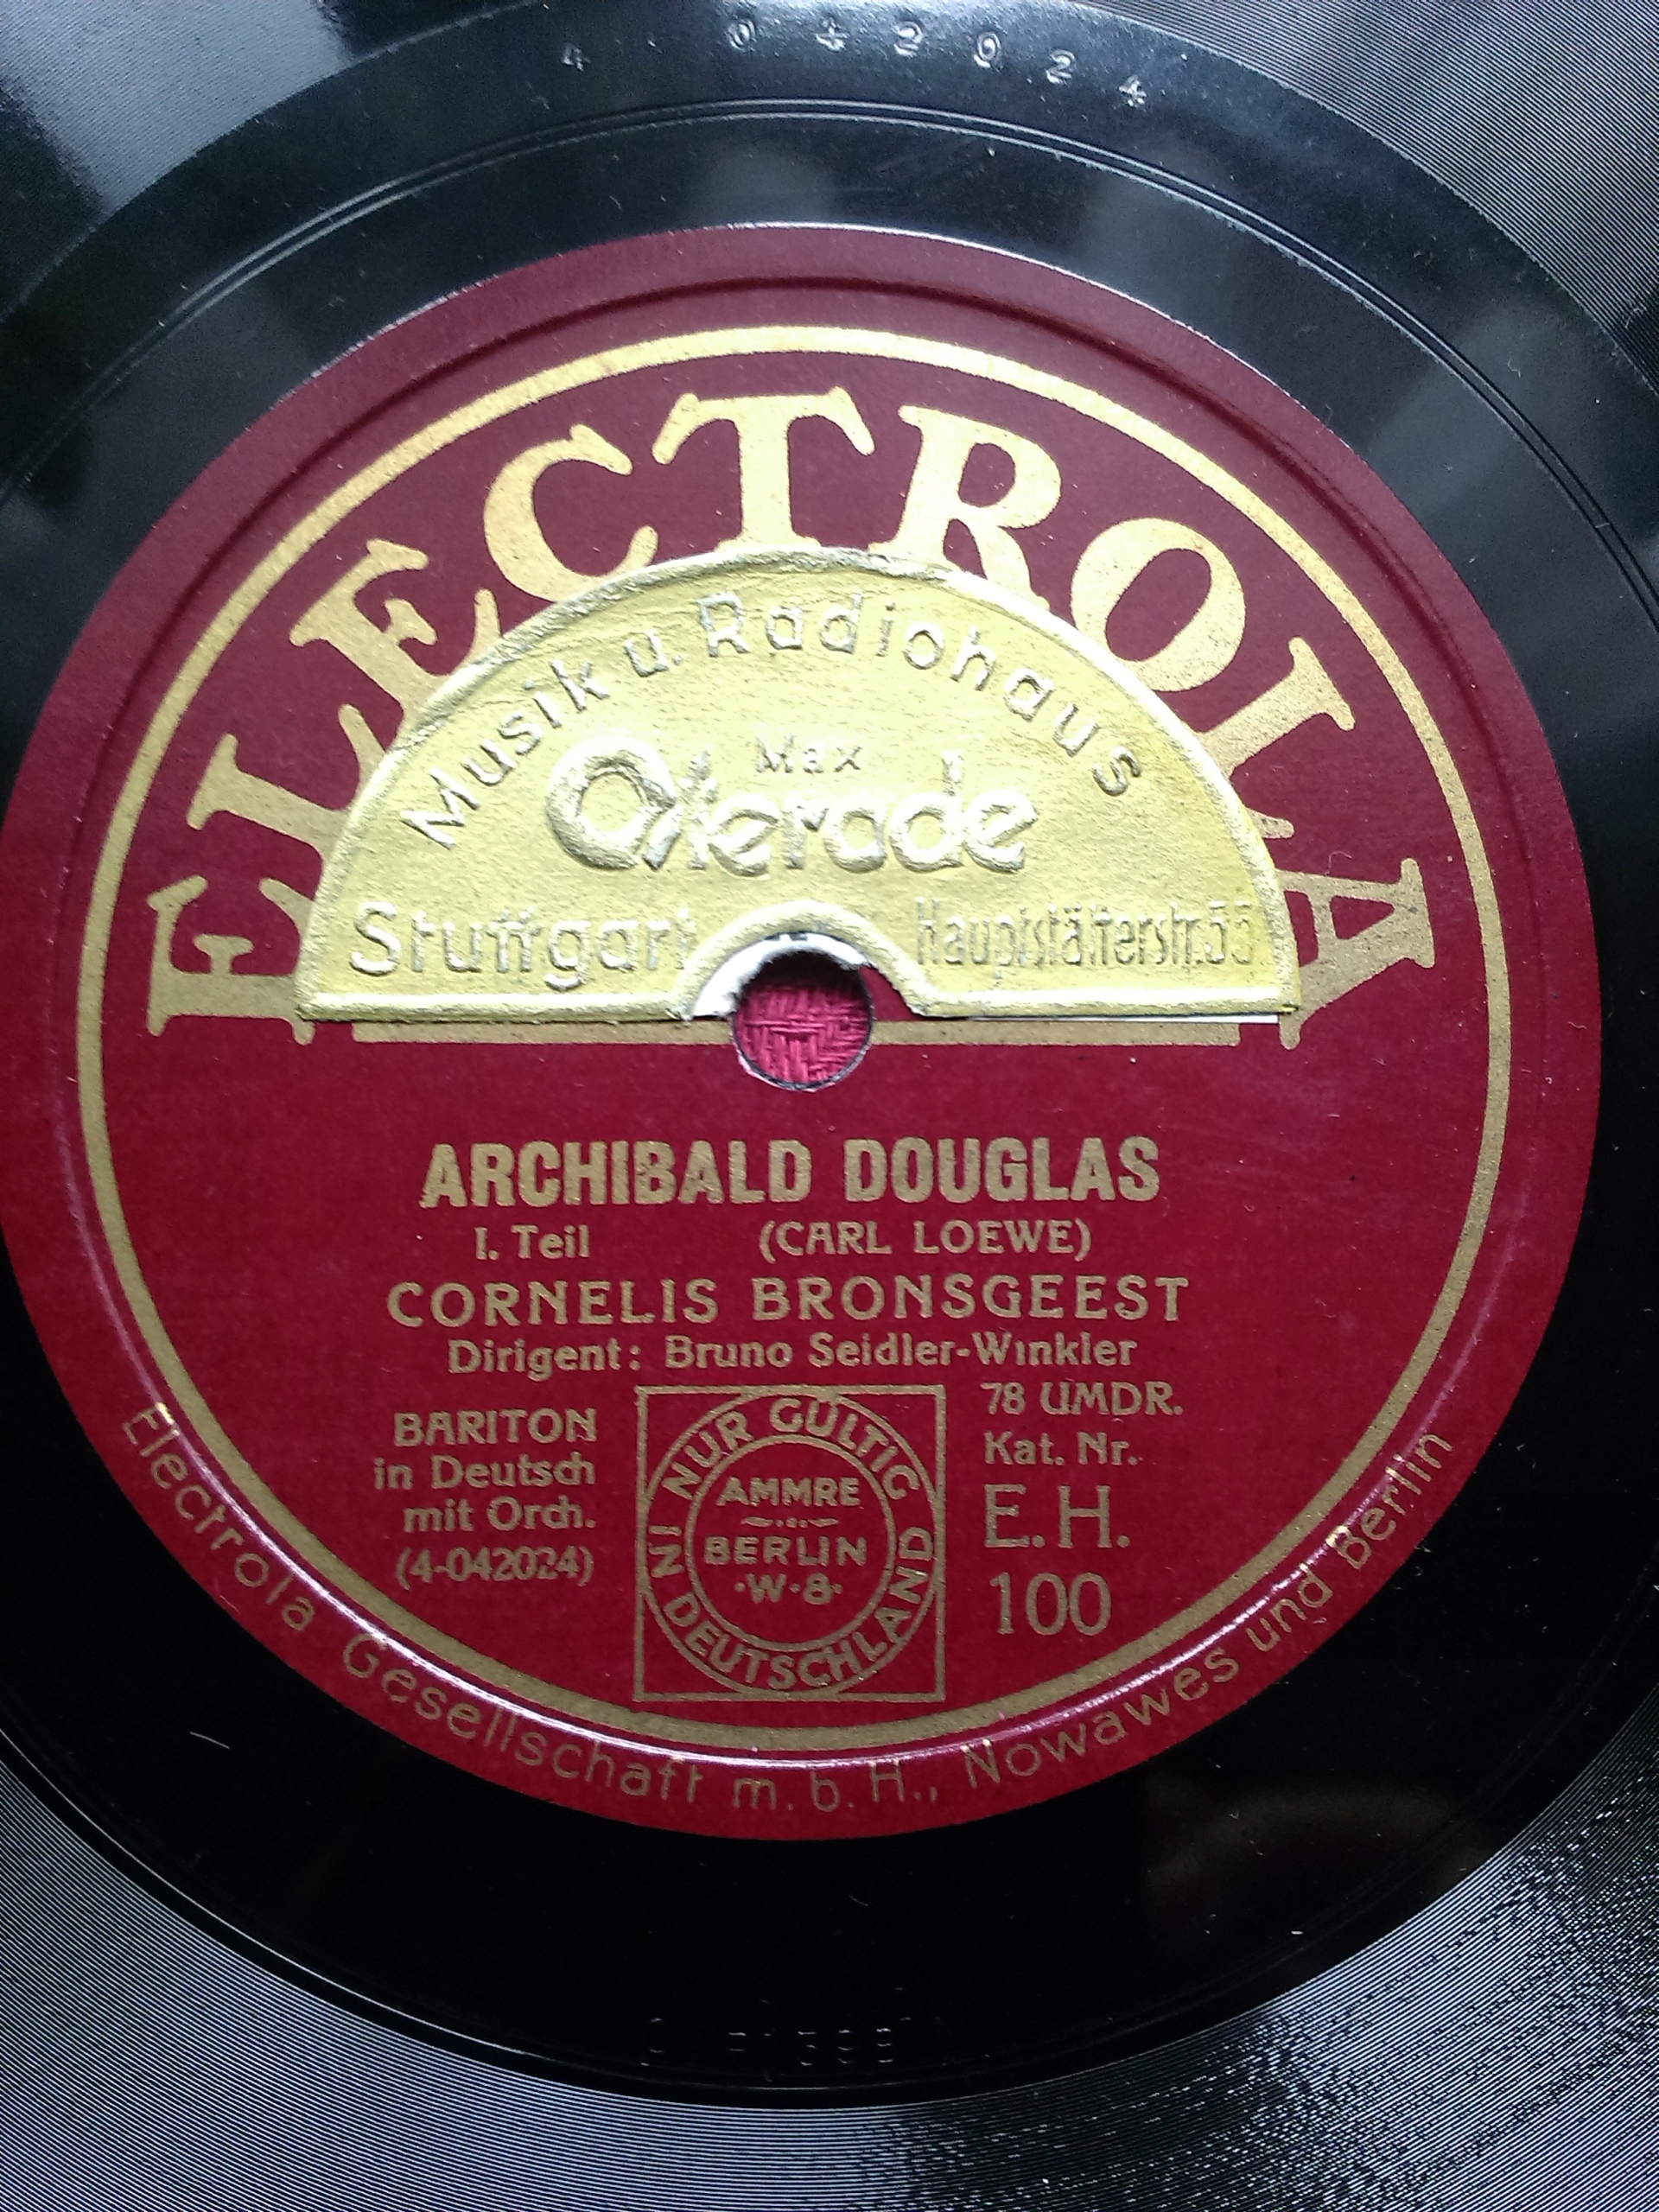 4 042024
ELECTROLA
Musik u. Radiohaus
Max
Stuttgart Hauptstätterstr. 55
ARCHIBALD DOUGLAS
I. Teil (CARL LOEWE)
CORNELIS BRONSGEEST
Dirigent: Bruno Seidler-Winkler
BARITON
in Deutsch
mit Orch.
(4-042024)
NUR GÜLTIG
IN DEUTSCHLAND
AMMRE
BERLIN
·W·8·
78 UMDR.
Kat. Nr.
E.H.
100
Electrola Gesellschaft m. b. H., Nowawes und Berlin